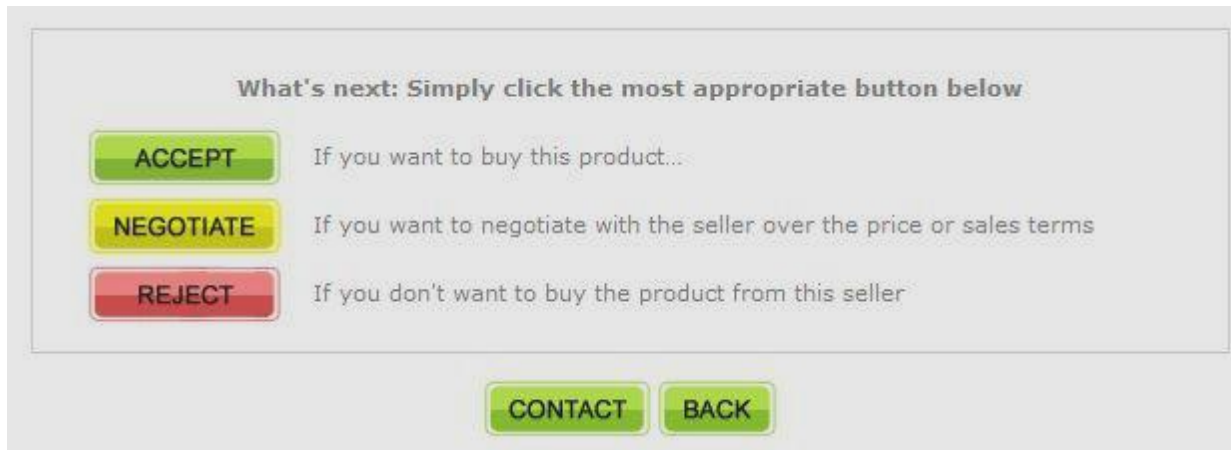 What's next: Simply click the most appropriate button below
ACCEPT If you want to buy this product...
NEGOTIATE If you want to negotiate with the seller over the price or sales terms
REJECT If you don't want to buy the product from this seller
CONTACT BACK